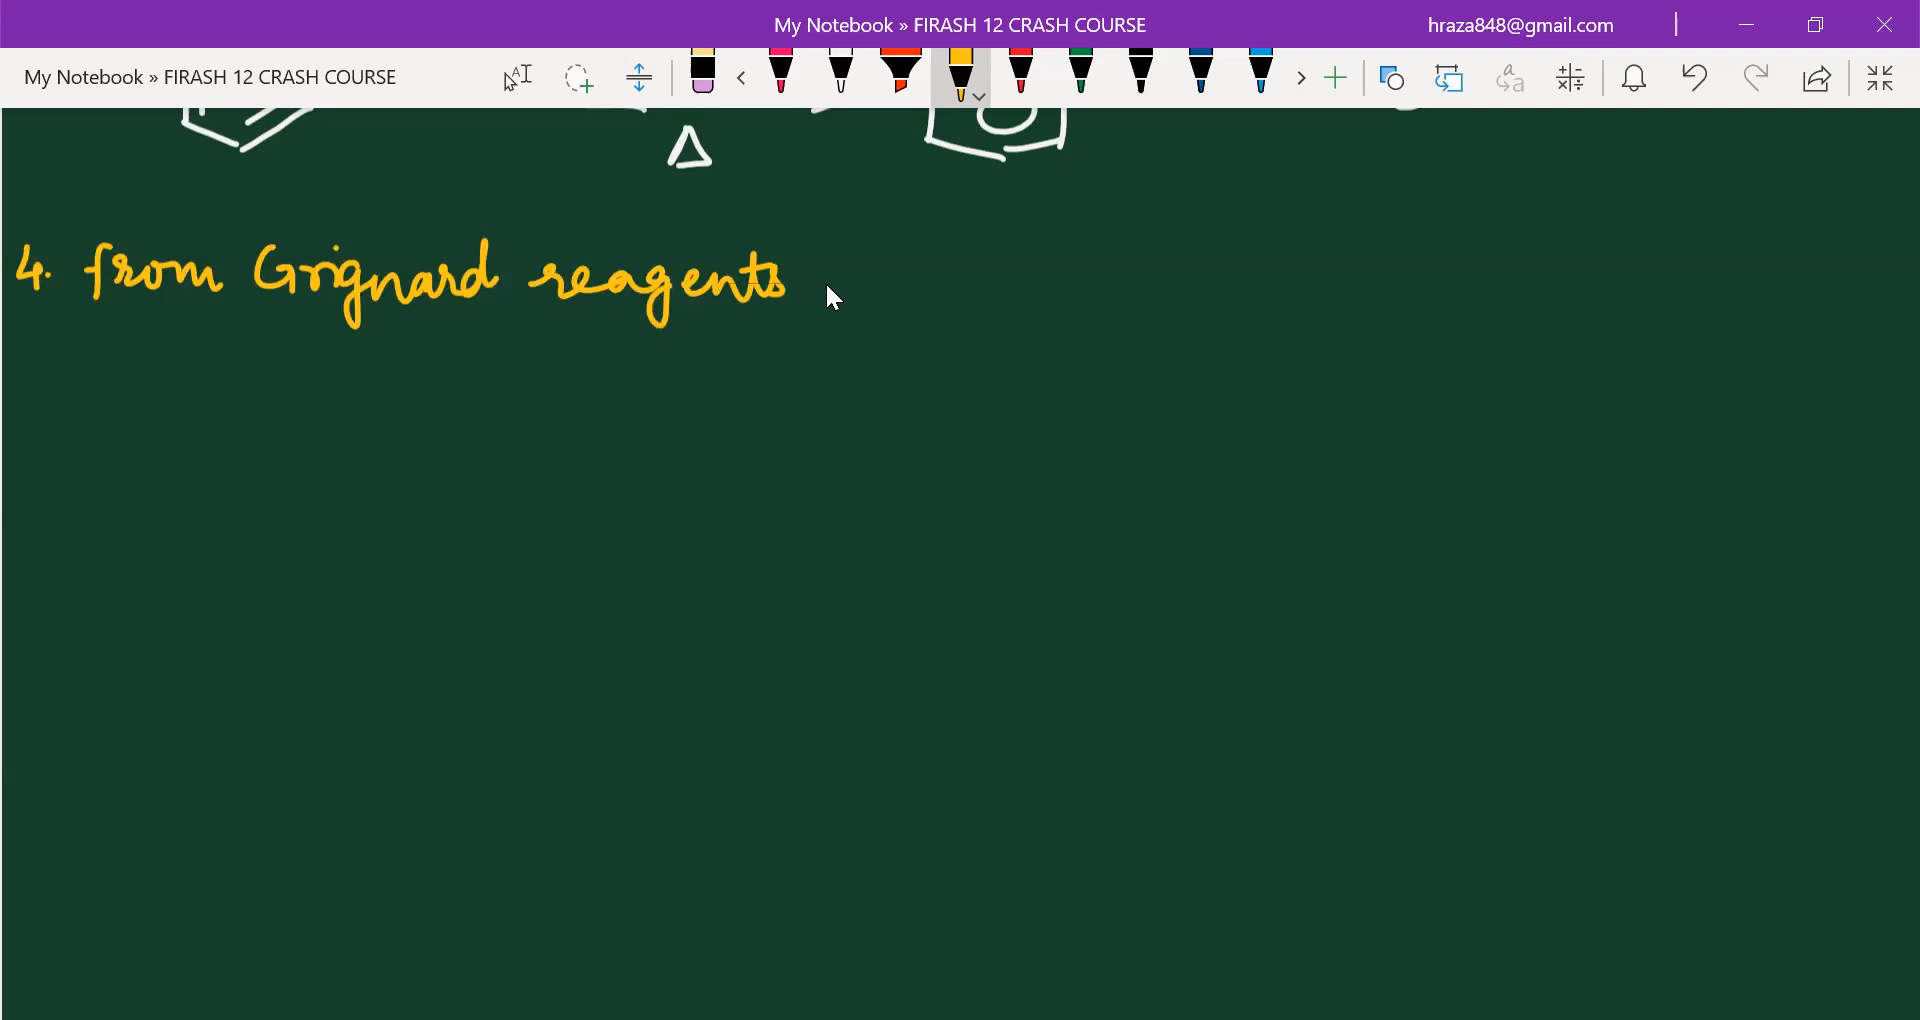 My Notebook » FIRASH 12 CRASH COURSE
hraza848@gmail.com
My Notebook » FIRASH 12 CRASH COURSE
4. from Grignard reagents